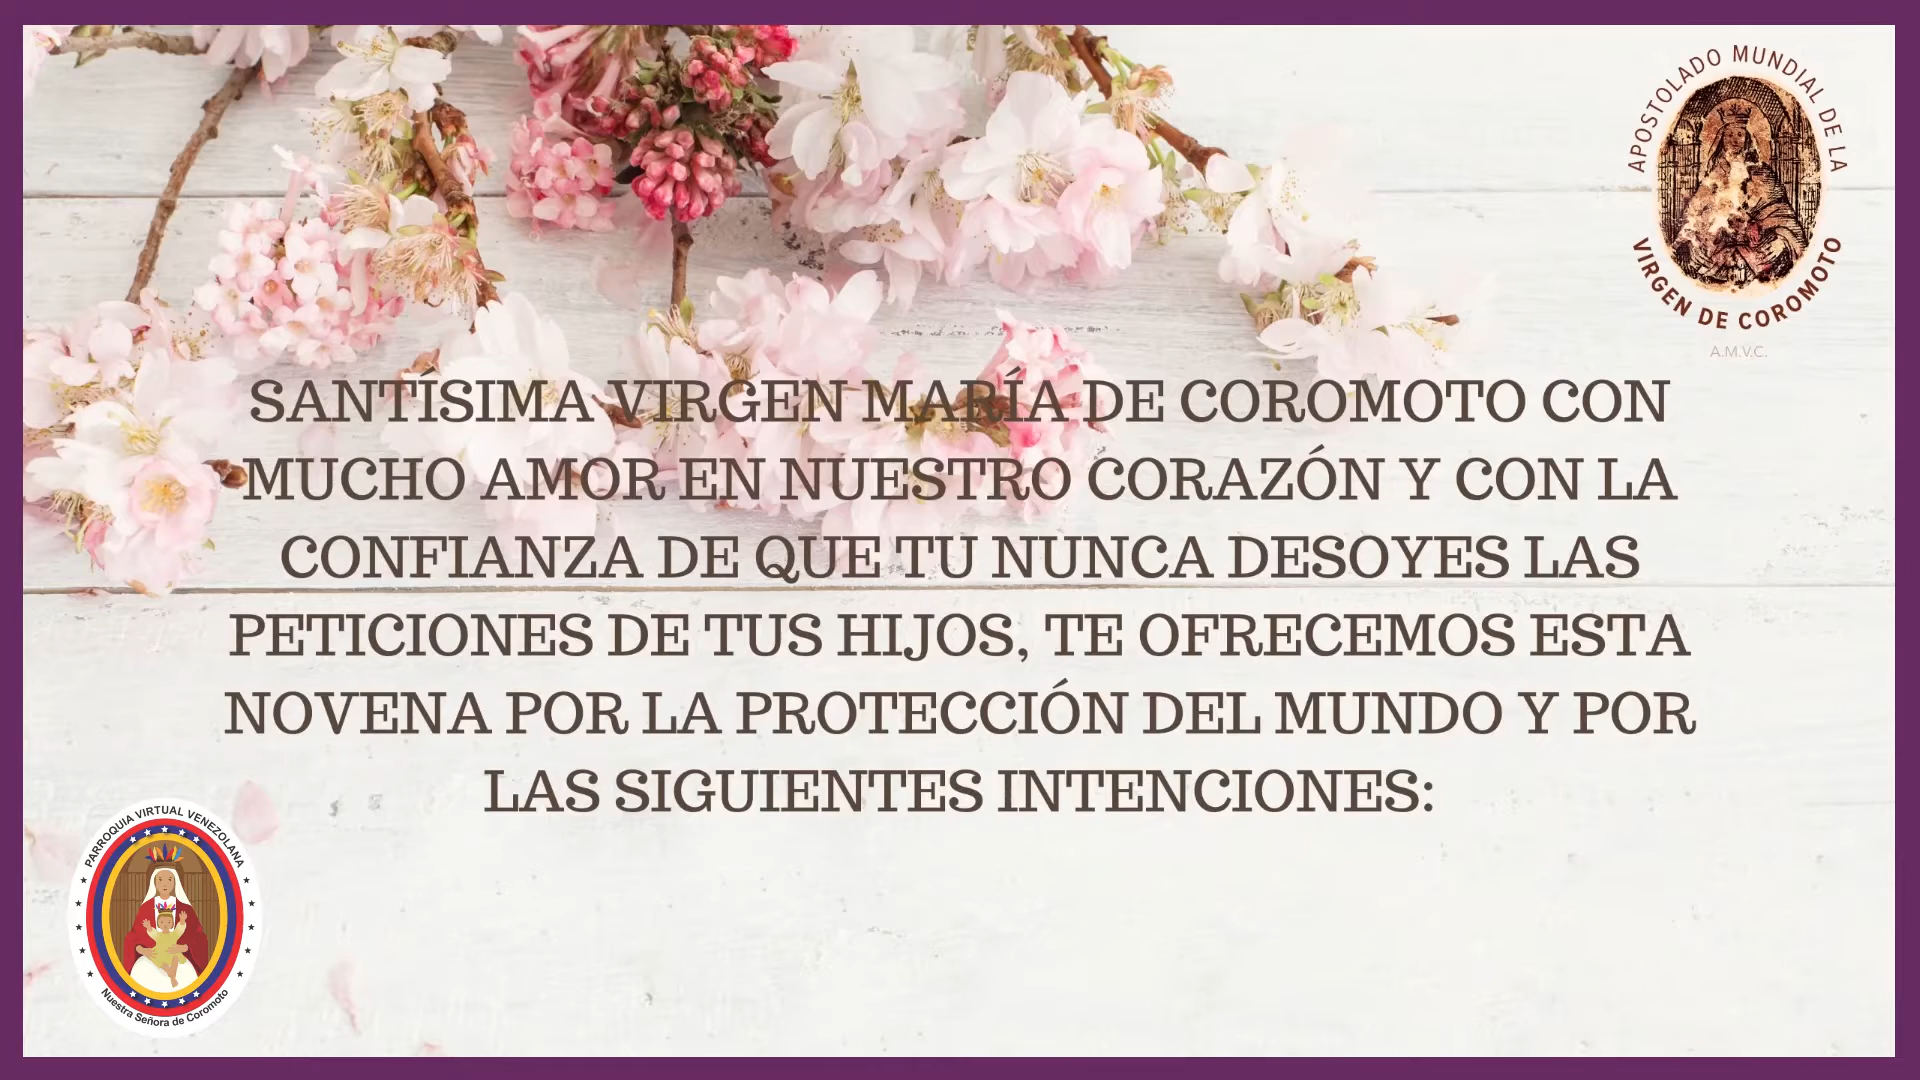 APOSTOLADO MUNDIAL DE LA
VIRGEN DE COROMOTO
A.M.V.C.
SANTÍSIMA VIRGEN MARÍA DE COROMOTO CON
MUCHO AMOR EN NUESTRO CORAZÓN Y CON LA
CONFIANZA DE QUE TU NUNCA DESOYES LAS
PETICIONES DE TUS HIJOS, TE OFRECEMOS ESTA
NOVENA POR LA PROTECCIÓN DEL MUNDO Y POR
LAS SIGUIENTES INTENCIONES:
PARROQUIA VIRTUAL VENEZOLANA
Nuestra Señora de Coromoto